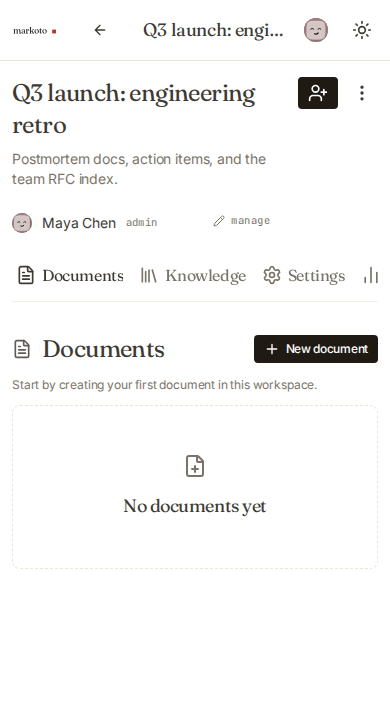 markoto
Q3 launch: engi...
Q3 launch: engineering
retro
Postmortem docs, action items, and the
team RFC index.
Maya Chen admin manage
Documents Knowledge Settings
Documents
New document
Start by creating your first document in this workspace.
No documents yet